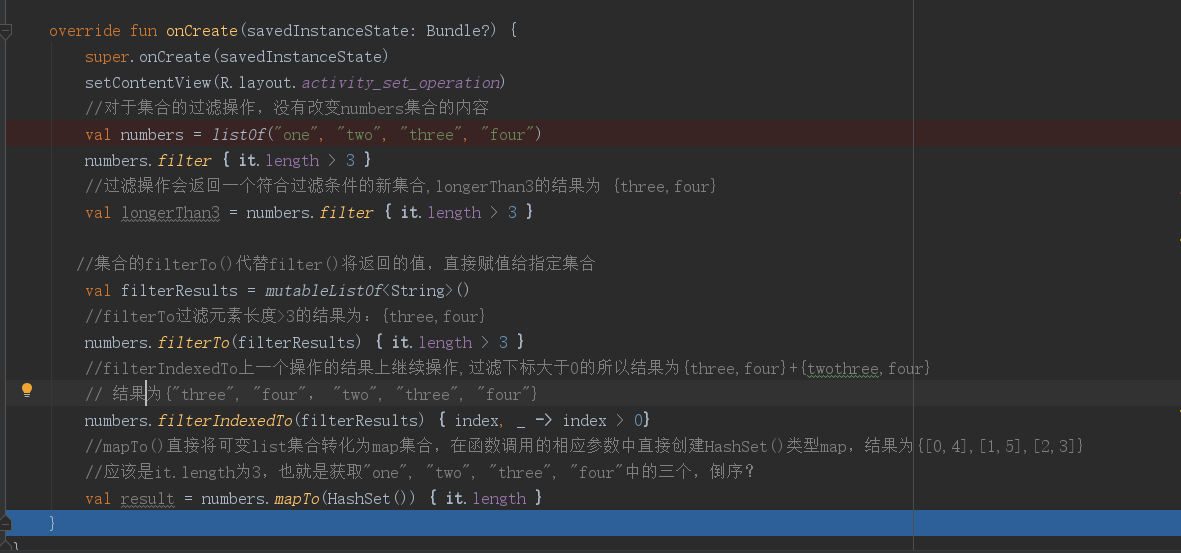 override fun onCreate(savedInstanceState: Bundle?) {
super.onCreate(savedInstanceState)
setContentView(R.layout.activity_set_operation)
//对于集合的过滤操作，没有改变numbers集合的内容
val numbers = listOf("one", "two", "three", "four")
numbers.filter { it.length > 3 }
//过滤操作会返回一个符合过滤条件的新集合,longerThan3的结果为 {three,four}
val longerThan3 = numbers.filter { it.length > 3 }
//集合的filterTo()代替filter()将返回的值，直接赋值给指定集合
val filterResults = mutableListOf<String>()
//filterTo过滤元素长度>3的结果为：{three,four}
numbers.filterTo(filterResults) { it.length > 3 }
//filterIndexedTo上一个操作的结果上继续操作,过滤下标大于0的所以结果为{three,four}+{twothree,four}
// 结果为{"three", "four"， "two", "three", "four"}
numbers.filterIndexedTo(filterResults) { index, _ -> index > 0}
//mapTo()直接将可变list集合转化为map集合，在函数调用的相应参数中直接创建HashSet()类型map，结果为{[0,4],[1,5],[2,3]}
//应该是it.length为3，也就是获取"one", "two", "three", "four"中的三个，倒序？
val result = numbers.mapTo(HashSet()) { it.length }
}
}